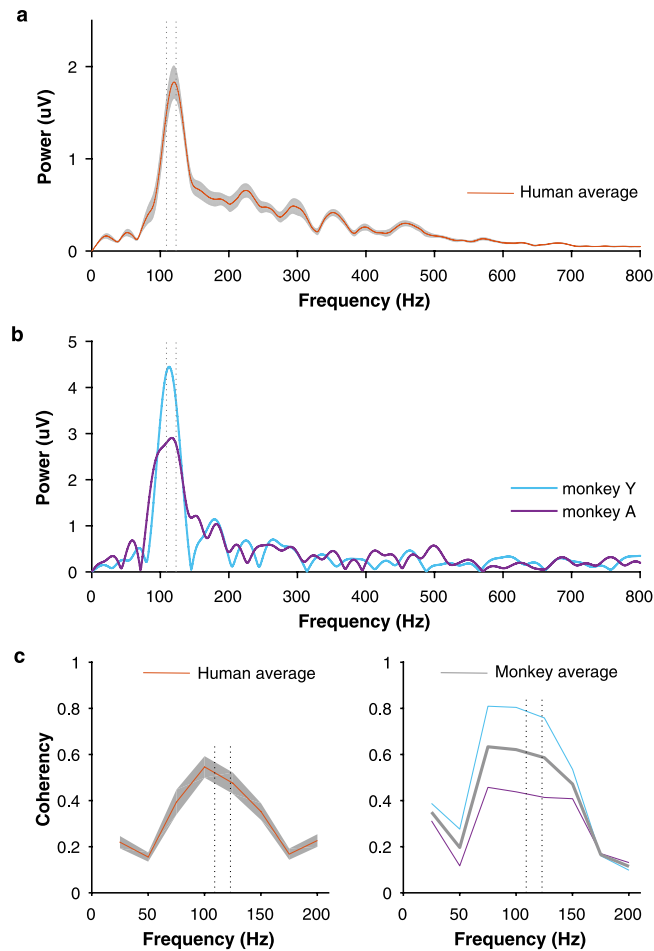 a
2
1
0
Power (uV)
Human average
0 100 200 300 400 500 600 700 800
Frequency (Hz)
b
5
4
3
2
1
0
Power (uV)
monkey Y
monkey A
0 100 200 300 400 500 600 700 800
Frequency (Hz)
c
1
0.8
0.6
0.4
0.2
0
Coherency
Human average
0 50 100 150 200
Frequency (Hz)
1
0.8
0.6
0.4
0.2
0
Monkey average
0 50 100 150 200
Frequency (Hz)